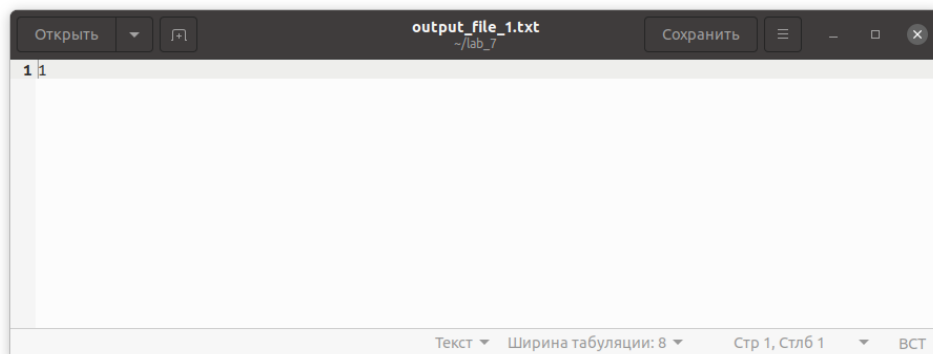 Открыть output_file_1.txt Сохранить
~/lab_7
1 1
Текст Ширина табуляции: 8 Стр 1, Стлб 1 ВСТ